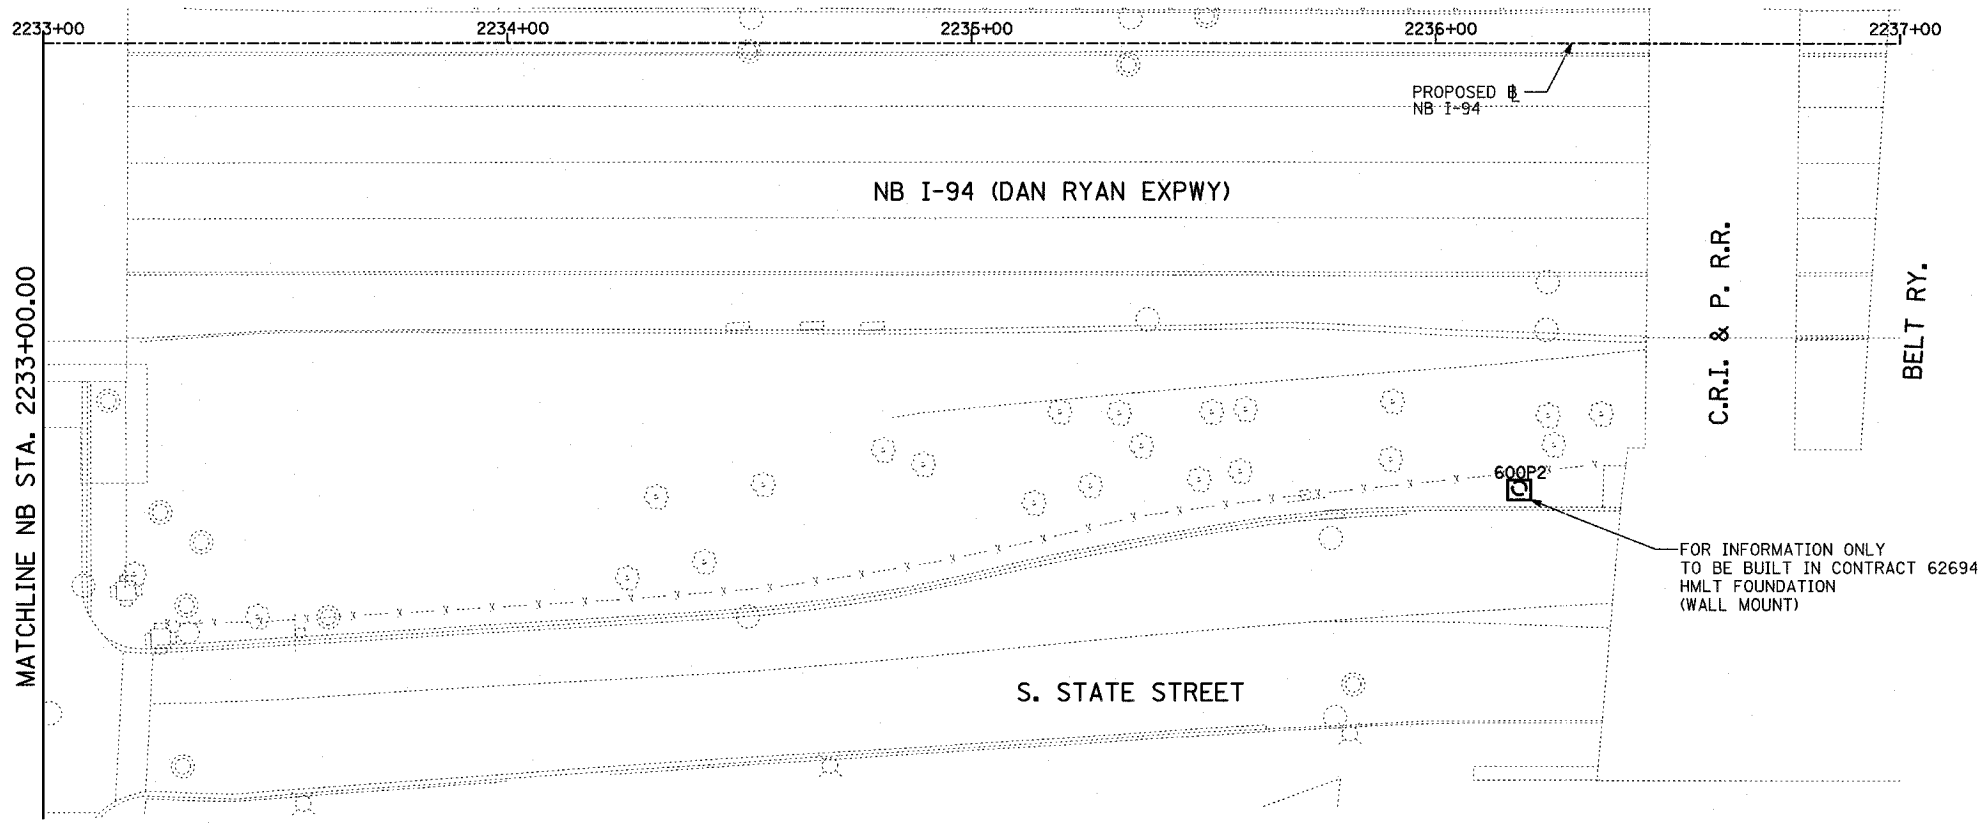 2233+00
2234+00
2235+00
2236+00
2237+00
PROPOSED ℄
NB I-94
NB I-94 (DAN RYAN EXPWY)
MATCHLINE NB STA. 2233+00.00
C.R.I. & P. R.R.
BELT RY.
600P2
FOR INFORMATION ONLY
TO BE BUILT IN CONTRACT 62694
HMLT FOUNDATION
(WALL MOUNT)
S. STATE STREET